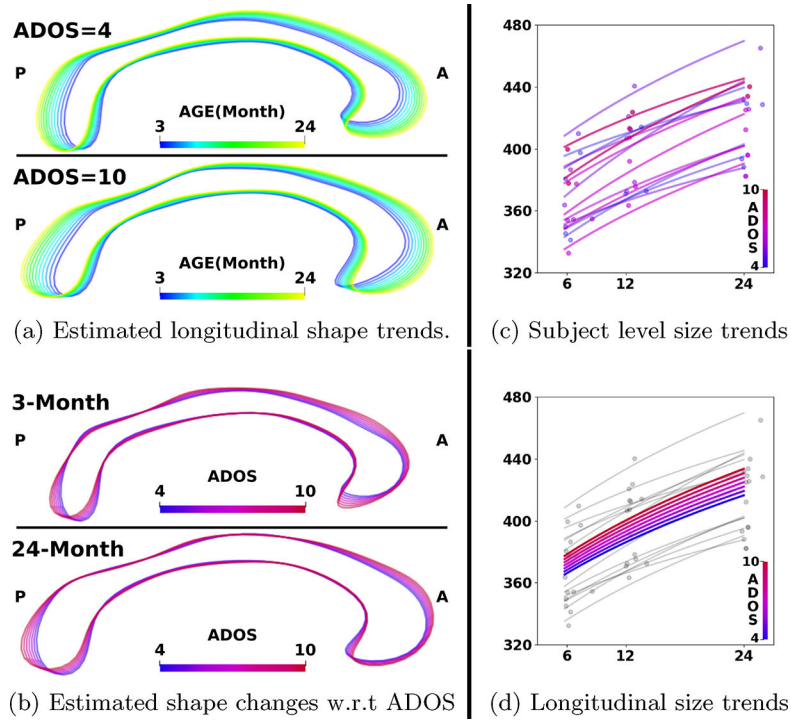 ADOS=4
P
A
AGE(Month)
3
24
ADOS=10
P
A
AGE(Month)
3
24
(a) Estimated longitudinal shape trends.
480
440
400
360
320
6
12
24
10
A
D
O
S
4
(c) Subject level size trends
3-Month
P
A
ADOS
4
10
24-Month
P
A
ADOS
4
10
(b) Estimated shape changes w.r.t ADOS
480
440
400
360
320
6
12
24
10
A
D
O
S
4
(d) Longitudinal size trends